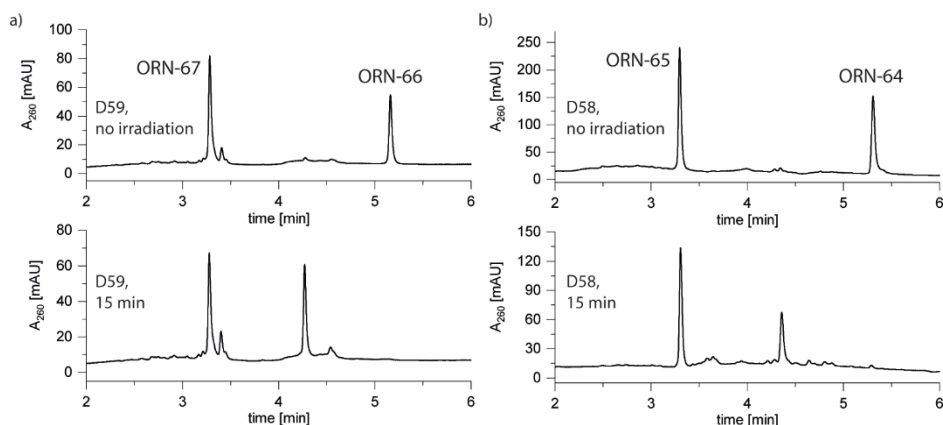 a)
A260 [mAU]
100
80
60
40
20
0
ORN-67
ORN-66
D59,
no irradiation
2 3 4 5 6
time [min]
b)
A260 [mAU]
250
200
150
100
50
0
ORN-65
ORN-64
D58,
no irradiation
2 3 4 5 6
time [min]
A260 [mAU]
80
60
40
20
0
D59,
15 min
2 3 4 5 6
time [min]
A260 [mAU]
150
120
90
60
30
0
D58,
15 min
2 3 4 5 6
time [min]